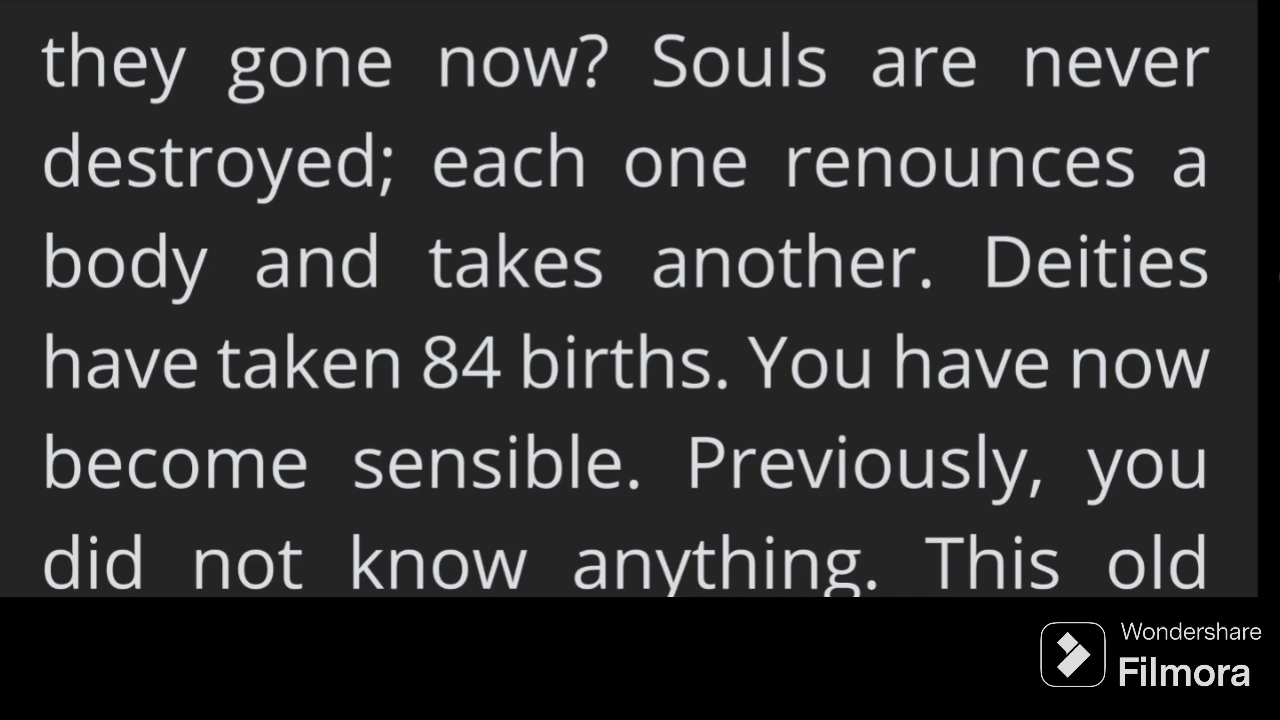 they gone now? Souls are never
destroyed; each one renounces a
body and takes another. Deities
have taken 84 births. You have now
become sensible. Previously, you
did not know anything. This old
Wondershare
Filmora